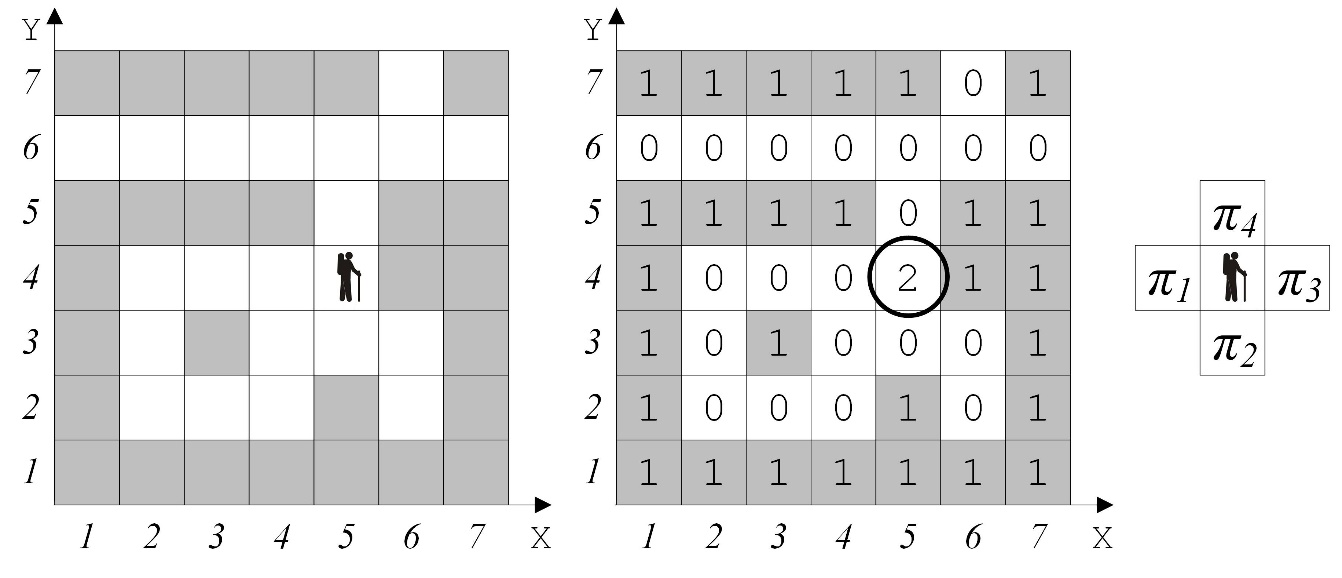 Y Y
7 7 1 1 1 1 1 0 1
6 6 0 0 0 0 0 0 0
5 5 1 1 1 1 0 1 1 π4
4 4 1 0 0 0 2 1 1 π1 π3
3 3 1 0 1 0 0 0 1 π2
2 2 1 0 0 0 1 0 1
1 1 1 1 1 1 1 1 1
1 2 3 4 5 6 7 X 1 2 3 4 5 6 7 X